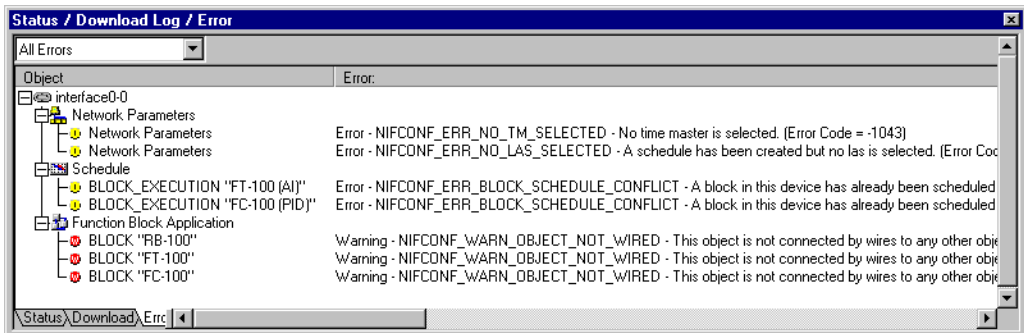 Status / Download Log / Error
All Errors
Object Error:
interface0-0
Network Parameters
Network Parameters Error - NIFCONF_ERR_NO_TM_SELECTED - No time master is selected. (Error Code = -1043)
Network Parameters Error - NIFCONF_ERR_NO_LAS_SELECTED - A schedule has been created but no las is selected. (Error Coc
Schedule
BLOCK_EXECUTION "FT-100 (AI)" Error - NIFCONF_ERR_BLOCK_SCHEDULE_CONFLICT - A block in this device has already been scheduled
BLOCK_EXECUTION "FC-100 (PID)" Error - NIFCONF_ERR_BLOCK_SCHEDULE_CONFLICT - A block in this device has already been scheduled
Function Block Application
BLOCK "RB-100" Warning - NIFCONF_WARN_OBJECT_NOT_WIRED - This object is not connected by wires to any other obje
BLOCK "FT-100" Warning - NIFCONF_WARN_OBJECT_NOT_WIRED - This object is not connected by wires to any other obje
BLOCK "FC-100" Warning - NIFCONF_WARN_OBJECT_NOT_WIRED - This object is not connected by wires to any other obje
Status Download Errc